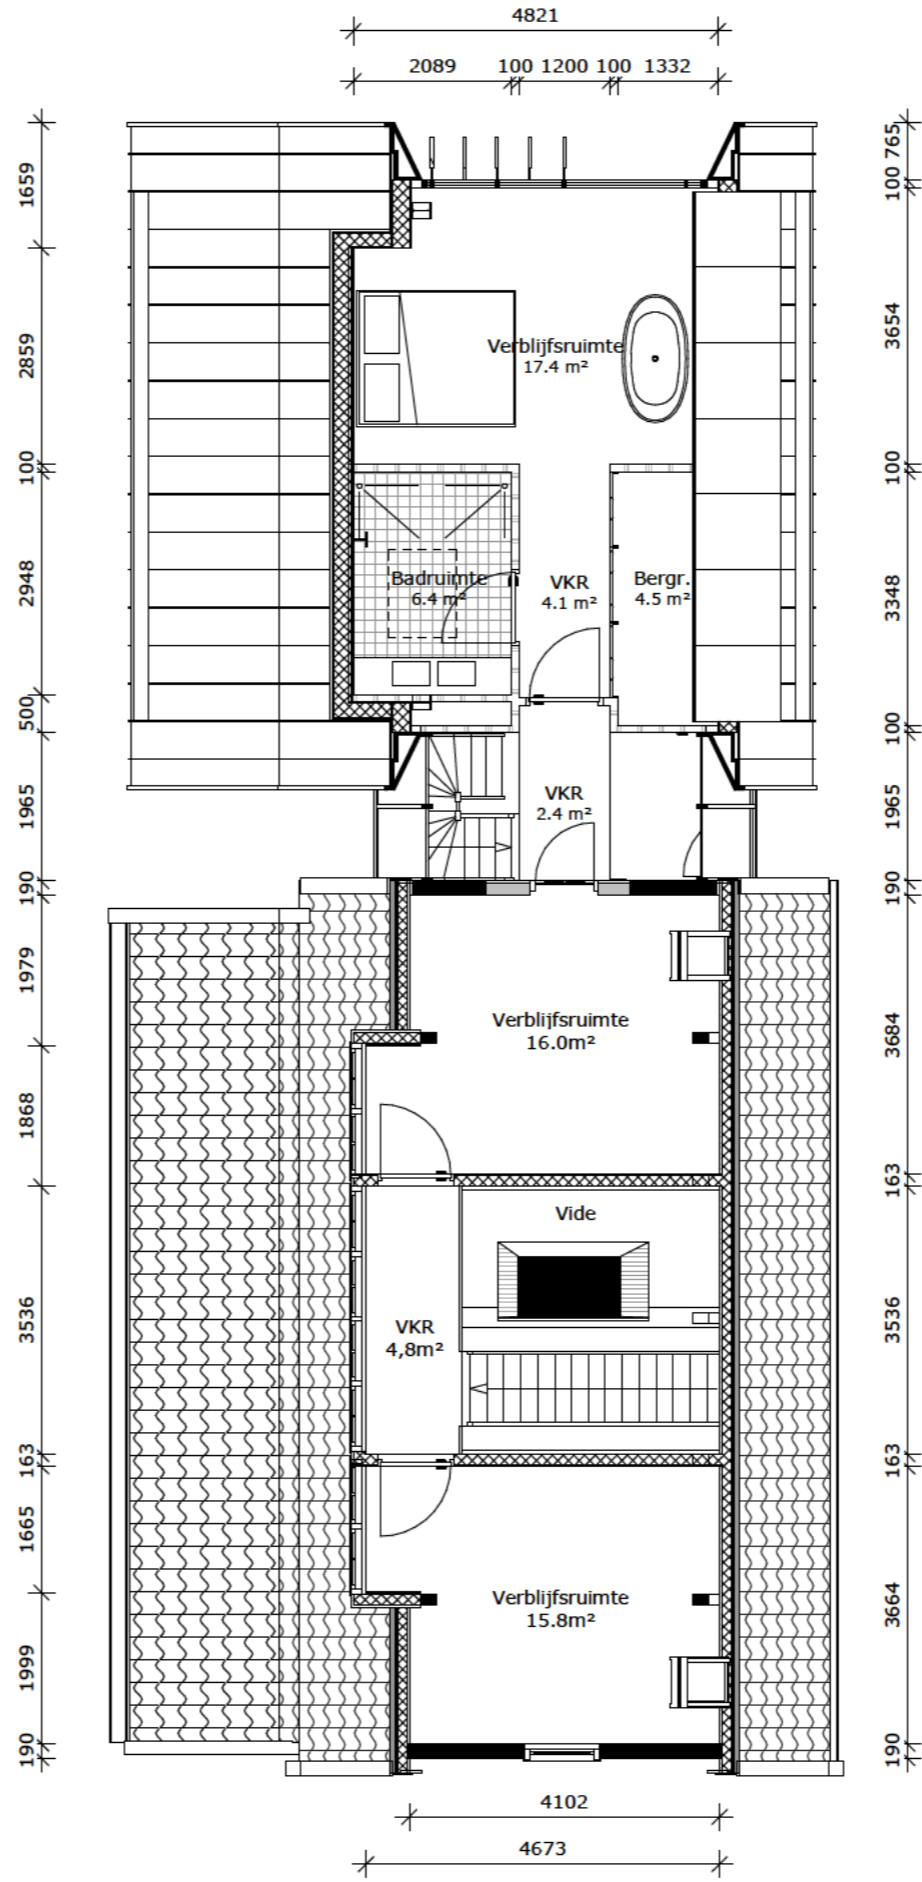 4821
2089 100 1200 100 1332
1659
2859
100
2948
500
1965
190
1979
1868
3536
163
1665
1999
190
100 765
3654
100
3348
100
1965
190
3684
163
3536
163
3664
190
Verblijfsruimte
17.4 m²
Badruimte
6.4 m²
VKR
4.1 m²
Bergr.
4.5 m²
VKR
2.4 m²
Verblijfsruimte
16.0m²
Vide
VKR
4,8m²
Verblijfsruimte
15.8m²
4102
4673